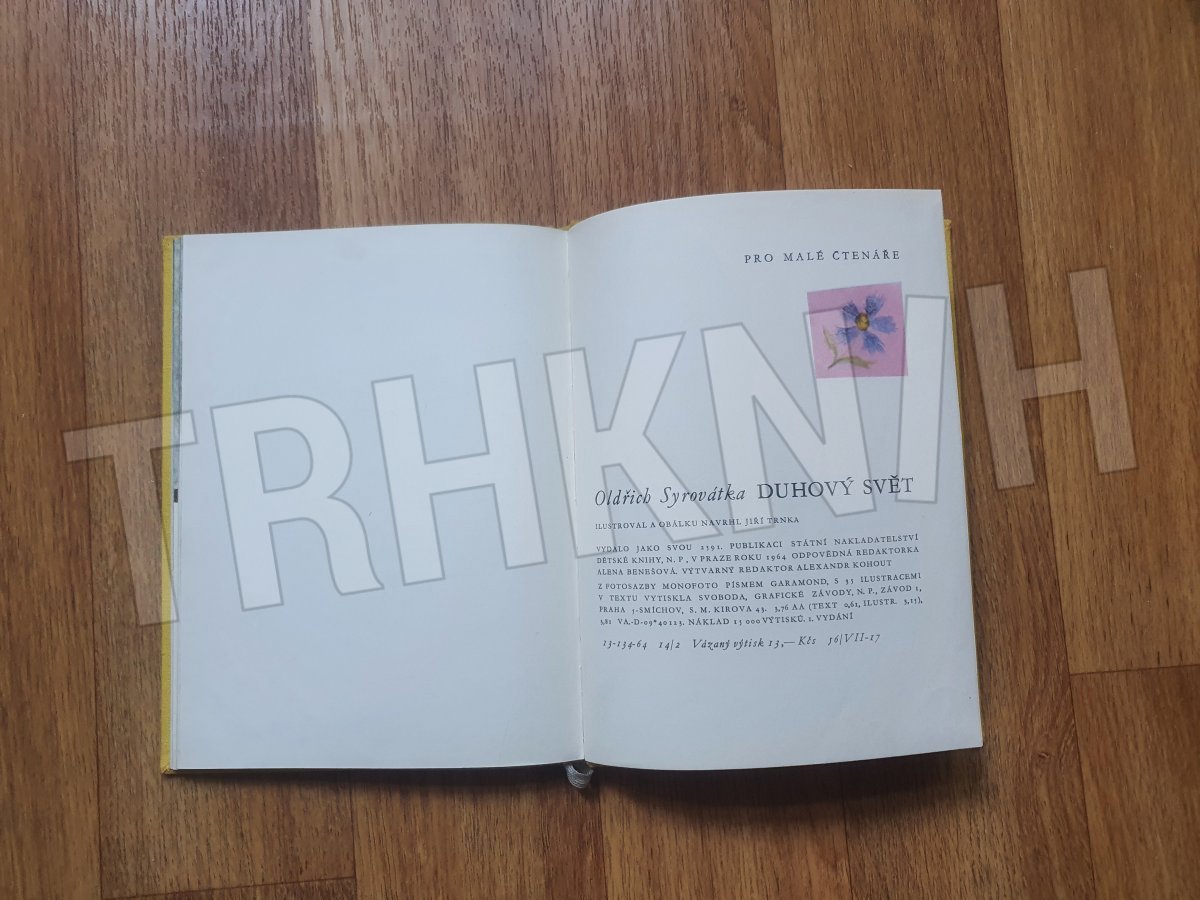 PRO MALÉ ČTENÁŘE
TRHKNIH
Oldřich Syrovátka DUHOVÝ SVĚT
ILUSTROVAL A OBÁLKU NAVRHL JIŘÍ TRNKA
VYDALO JAKO SVOU 2391. PUBLIKACI STÁTNÍ NAKLADATELSTVÍ
DĚTSKÉ KNIHY, N. P., V PRAZE ROKU 1964 ODPOVĚDNÁ REDAKTORKA
ALENA BENEŠOVÁ. VÝTVARNÝ REDAKTOR ALEXANDR KOHOUT
Z FOTOSAZBY MONOFOTO PÍSMEM GARAMOND, S 35 ILUSTRACEMI
V TEXTU VYTISKLA SVOBODA, GRAFICKÉ ZÁVODY, N. P., ZÁVOD 1,
PRAHA 5-SMÍCHOV, S. M. KIROVA 43. 3,76 AA (TEXT 0,61, ILUSTR. 3,15),
3,81 VA.-D-09*40123. NÁKLAD 15 000 VÝTISKŮ. 1. VYDÁNÍ
13-134-64 14/2 Vázaný výtisk 13,— Kčs 56/VII-17